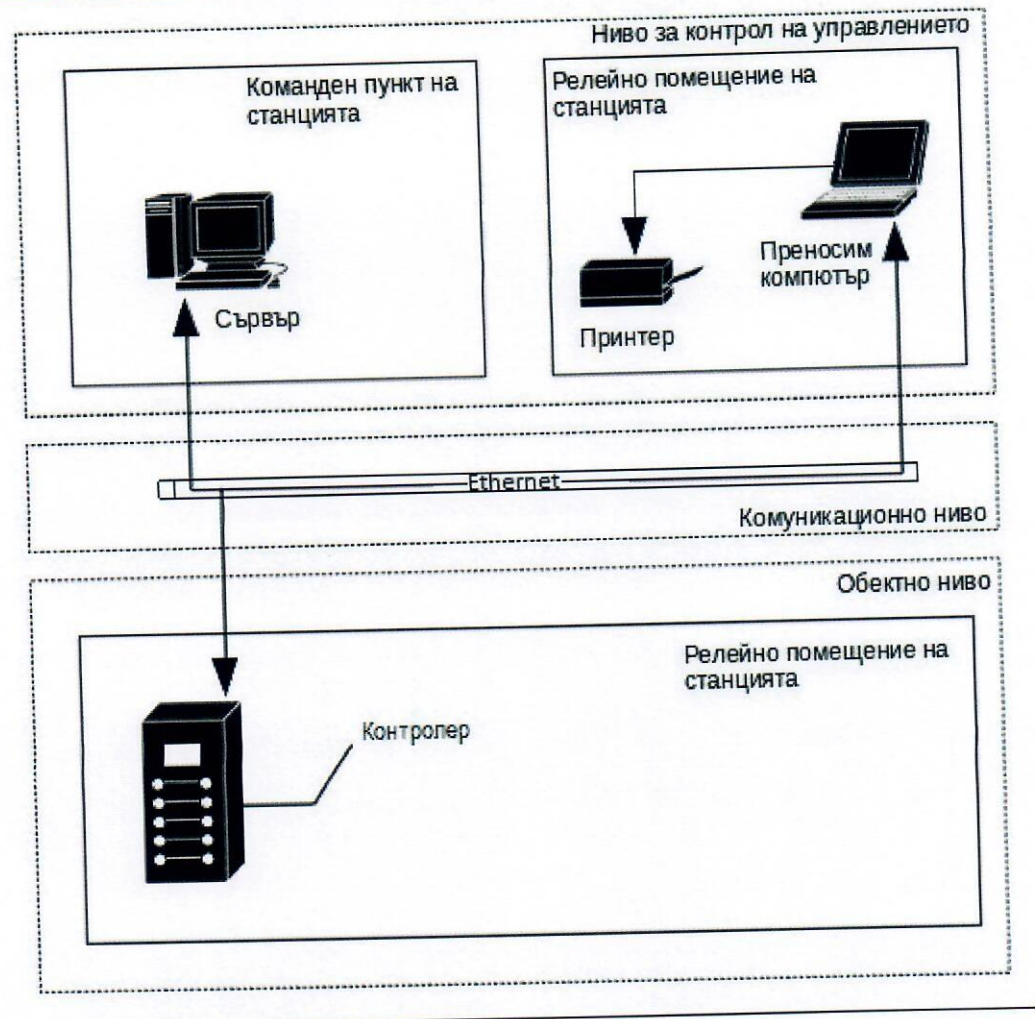 Ниво за контрол на управлението
Команден пункт на
станцията
Релейно помещение на
станцията
Преносим
компютър
Сървър
Принтер
Ethernet
Комуникационно ниво
Обектно ниво
Релейно помещение на
станцията
Контролер